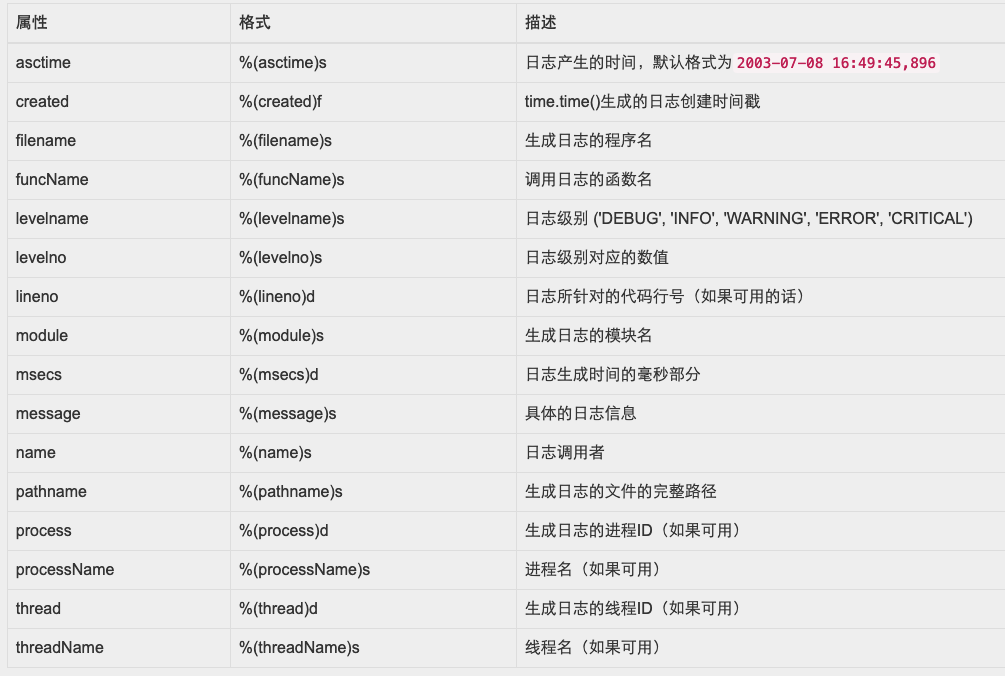 属性 格式 描述
asctime %(asctime)s 日志产生的时间，默认格式为 2003-07-08 16:49:45,896
created %(created)f time.time()生成的日志创建时间戳
filename %(filename)s 生成日志的程序名
funcName %(funcName)s 调用日志的函数名
levelname %(levelname)s 日志级别 ('DEBUG', 'INFO', 'WARNING', 'ERROR', 'CRITICAL')
levelno %(levelno)s 日志级别对应的数值
lineno %(lineno)d 日志所针对的代码行号（如果可用的话）
module %(module)s 生成日志的模块名
msecs %(msecs)d 日志生成时间的毫秒部分
message %(message)s 具体的日志信息
name %(name)s 日志调用者
pathname %(pathname)s 生成日志的文件的完整路径
process %(process)d 生成日志的进程ID（如果可用）
processName %(processName)s 进程名（如果可用）
thread %(thread)d 生成日志的线程ID（如果可用）
threadName %(threadName)s 线程名（如果可用）